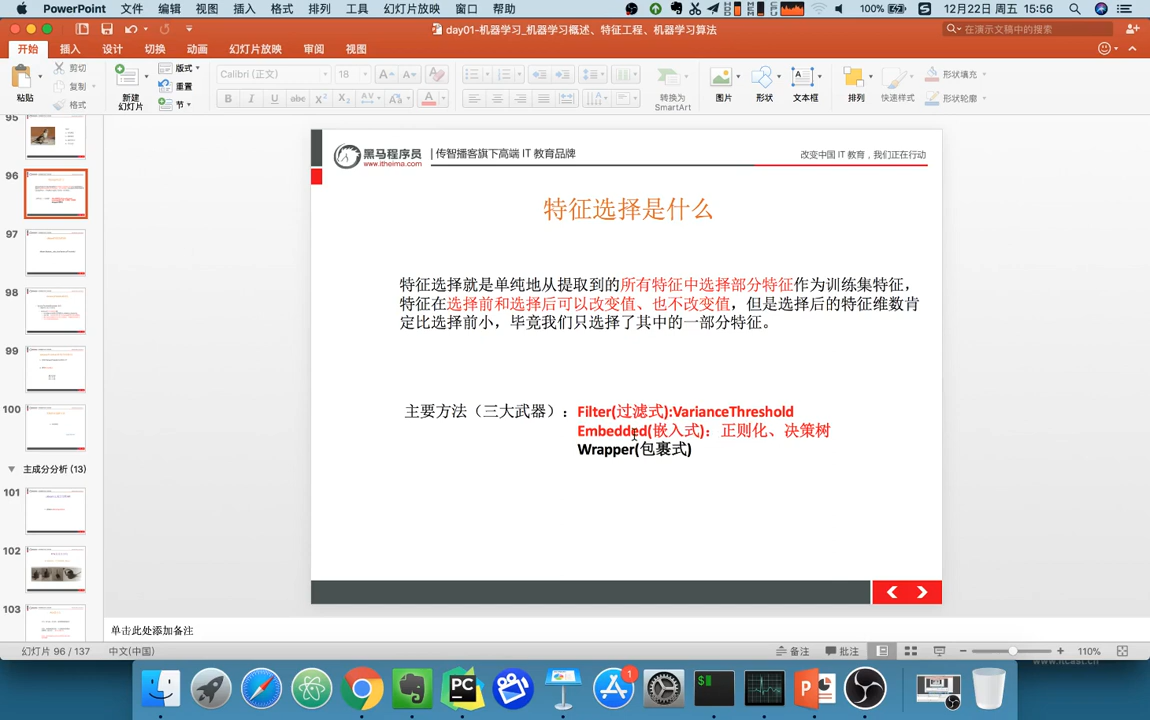 PowerPoint 文件 编辑 视图 插入 格式 排列 工具 幻灯片放映 窗口 帮助 100% 12月22日 周五 15:56
day01-机器学习_机器学习概述、特征工程、机器学习算法
在演示文稿中的搜索
开始 插入 设计 切换 动画 幻灯片放映 审阅 视图
粘贴
剪切
复制
格式
新建
幻灯片
版式
重置
节
Calibri (正文) 18
B I U abc X² X₂ AV Aa A
转换为
SmartArt
图片 形状 文本框 排列 快速样式
形状填充
形状轮廓
95
96
97
98
99
100
主成分分析 (13)
101
102
103
黑马程序员
www.itheima.com
传智播客旗下高端 IT 教育品牌
改变中国 IT 教育，我们正在行动
特征选择是什么
特征选择就是单纯地从提取到的所有特征中选择部分特征作为训练集特征，
特征在选择前和选择后可以改变值、也不改变值，但是选择后的特征维数肯
定比选择前小，毕竟我们只选择了其中的一部分特征。
主要方法（三大武器）：Filter(过滤式):VarianceThreshold
Embedded(嵌入式)：正则化、决策树
Wrapper(包裹式)
单击此处添加备注
幻灯片 96 / 137 中文(中国) 备注 批注 110%
www.itcast.cn
PC
1
$
P